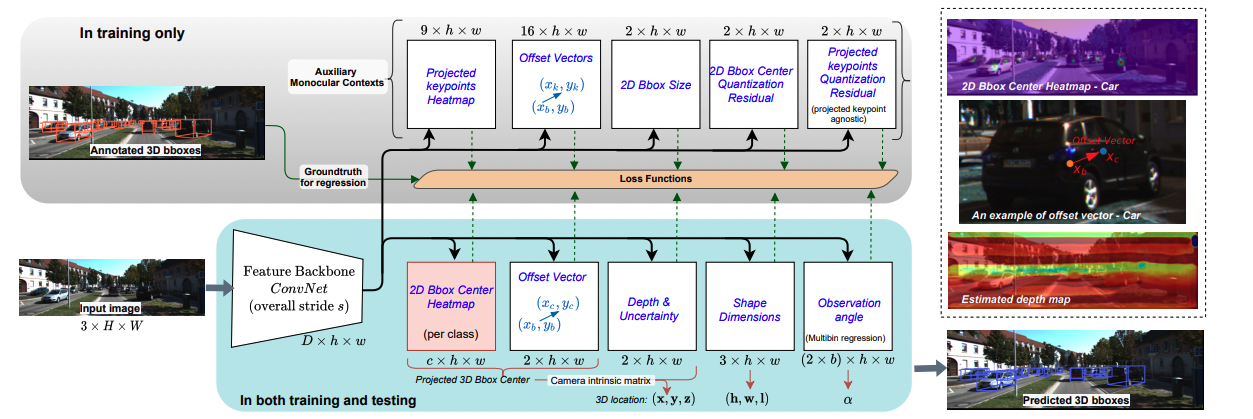 In training only
Auxiliary
Monocular Contexts
9 × h × w
16 × h × w
2 × h × w
2 × h × w
2 × h × w
Projected
keypoints
Heatmap
Offset Vectors
(x_k, y_k)
(x_b, y_b)
2D Bbox Size
2D Bbox Center
Quantization
Residual
Projected
keypoints
Quantization
Residual
(projected keypoint
agnostic)
Annotated 3D bboxes
Groundtruth
for regression
Loss Functions
Input image
3 × H × W
Feature Backbone
ConvNet
(overall stride s)
D × h × w
2D Bbox Center
Heatmap
(per class)
Offset Vector
(x_c, y_c)
(x_b, y_b)
Depth &
Uncertainty
Shape
Dimensions
Observation
angle
(Multibin regression)
c × h × w
2 × h × w
2 × h × w
3 × h × w
(2 × b) × h × w
Projected 3D Bbox Center
Camera intrinsic matrix
3D location: (x, y, z)
(h, w, l)
α
In both training and testing
2D Bbox Center Heatmap - Car
Offset Vector
x_c
x_b
An example of offset vector - Car
Estimated depth map
Predicted 3D bboxes